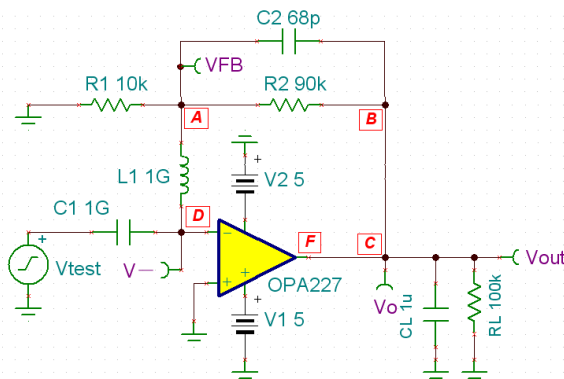 C2 68p
VFB
R1 10k
R2 90k
A
B
L1 1G
+
V2 5
C1 1G
D
F
C
+
Vtest
V−
−
+
+
OPA227
Vout
Vo
CL 1u
RL 100k
+
V1 5